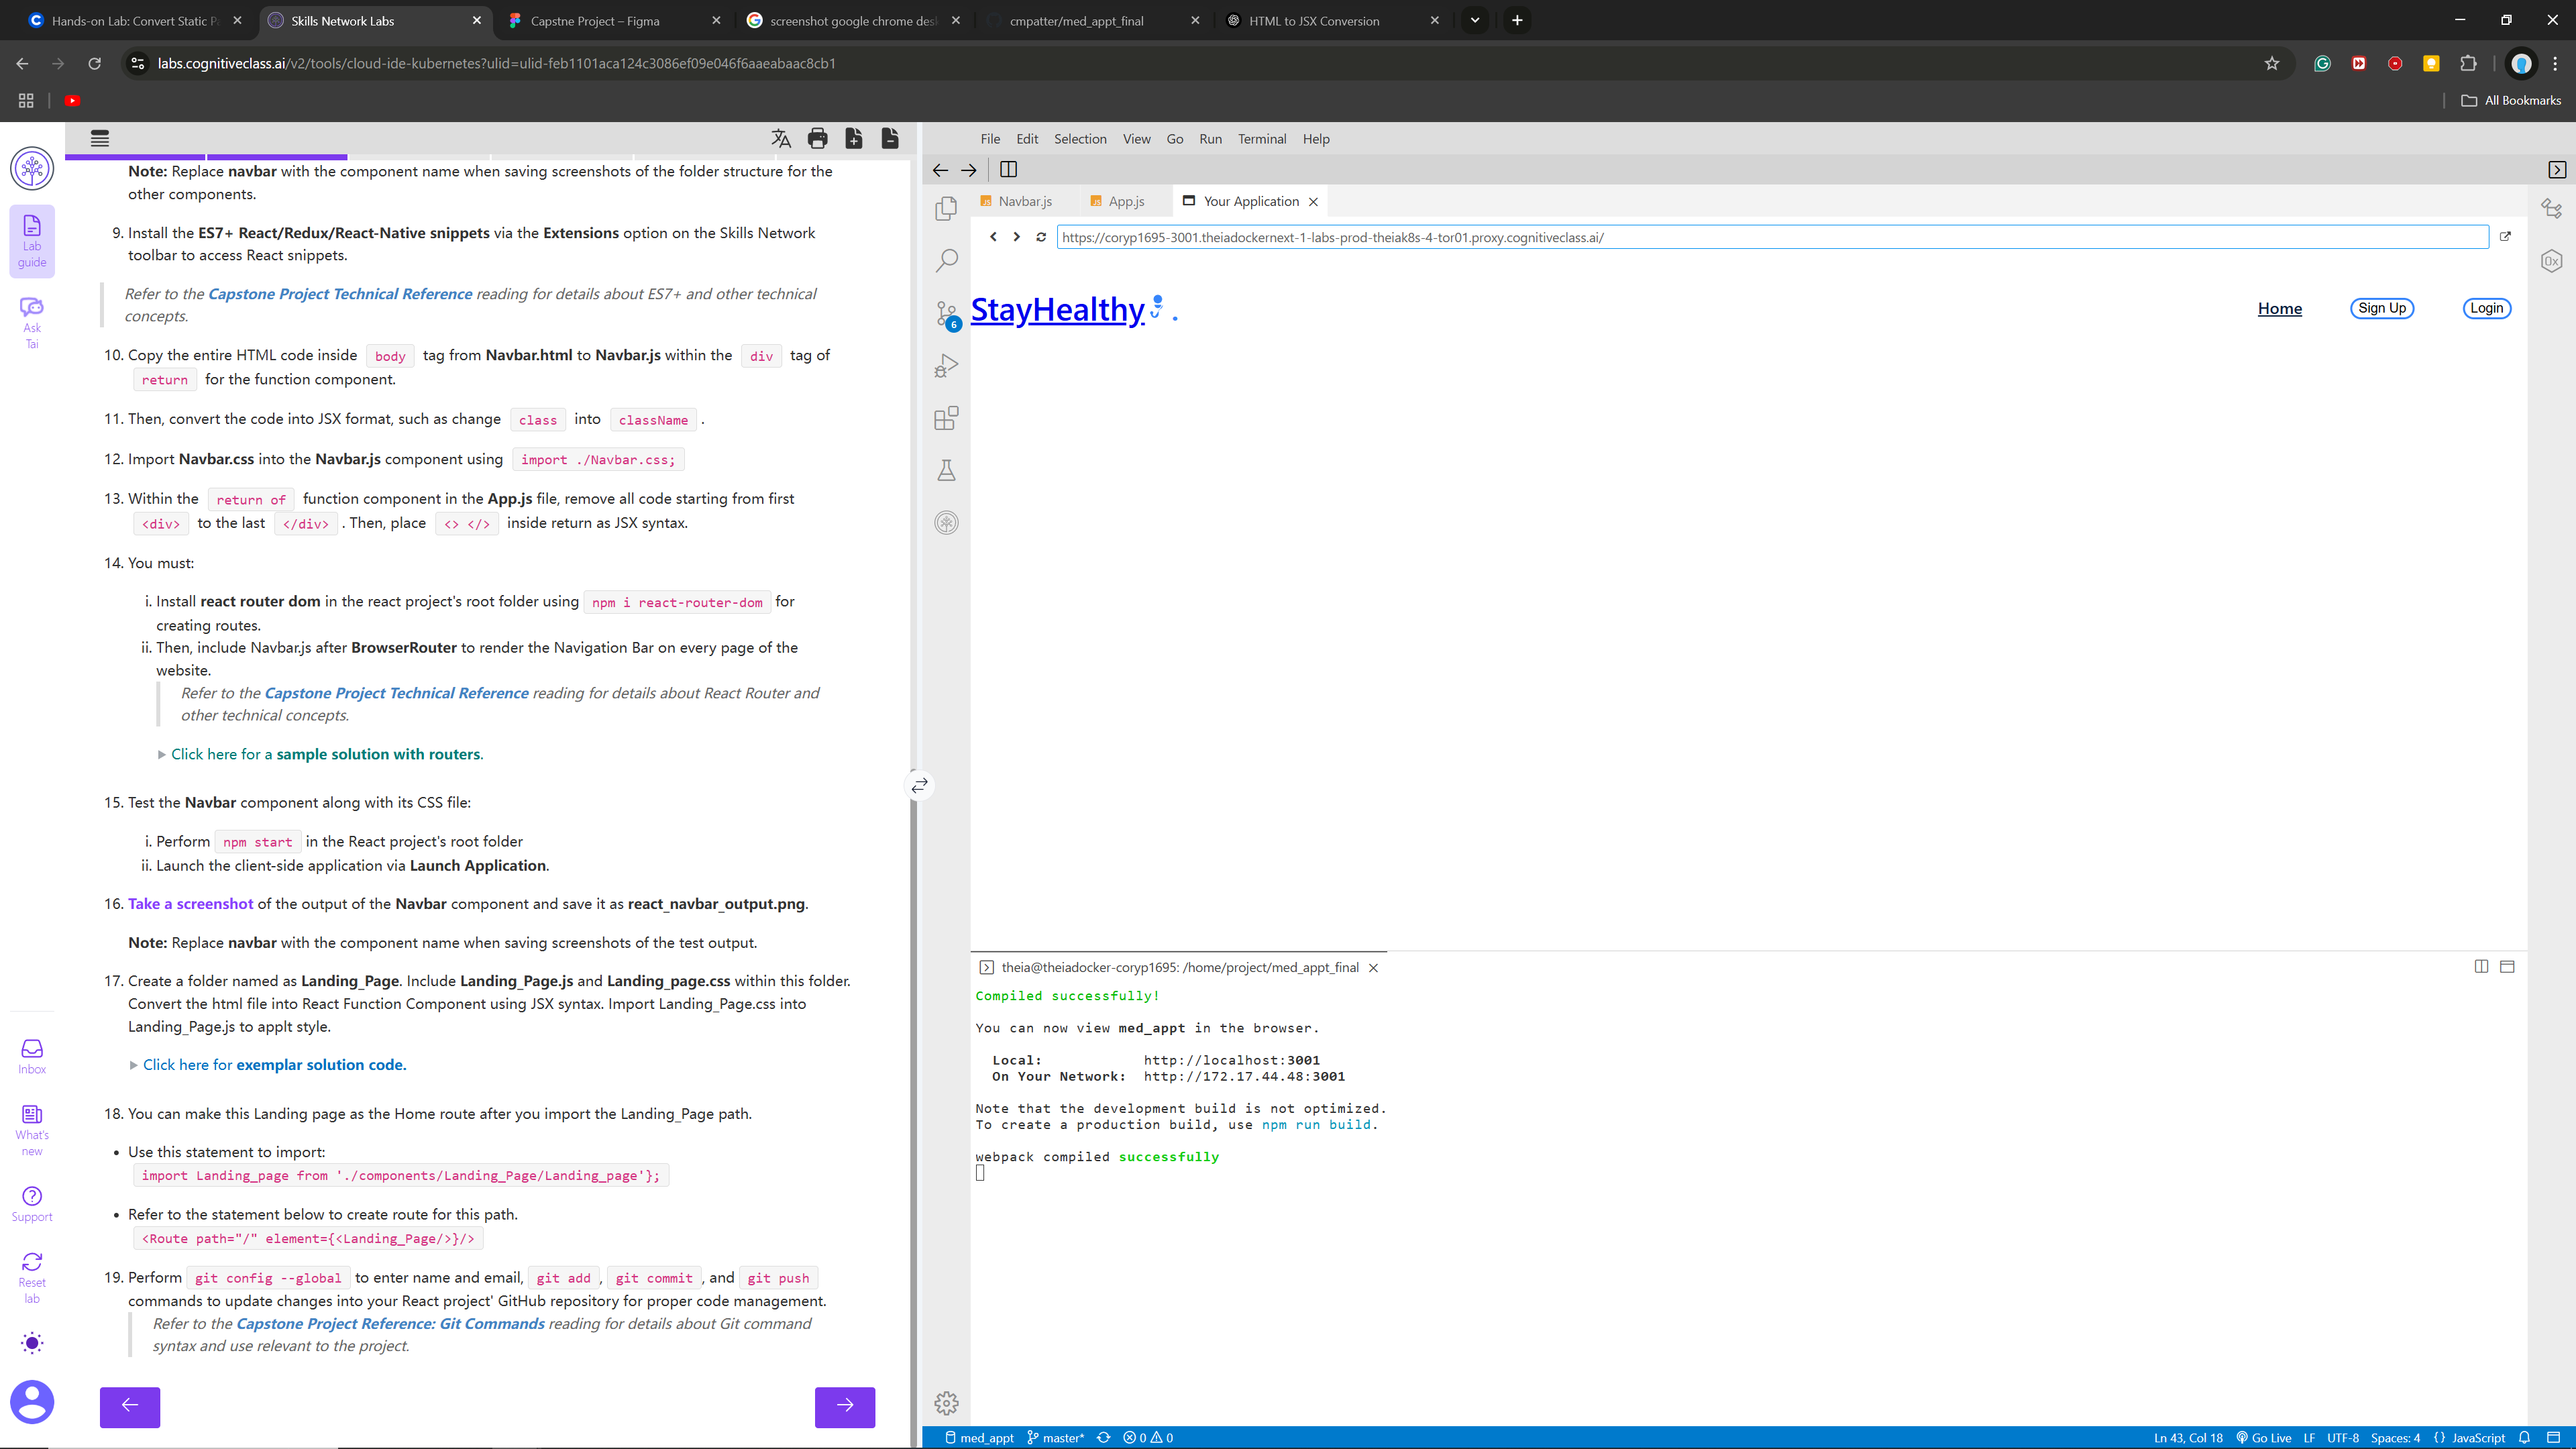 Hands-on Lab: Convert Static Pa
Skills Network Labs
Capstne Project – Figma
screenshot google chrome desk
cmpatter/med_appt_final
HTML to JSX Conversion
labs.cognitiveclass.ai/v2/tools/cloud-ide-kubernetes?ulid=ulid-feb1101aca124c3086ef09e046f6aaeabaac8cb1
All Bookmarks
Lab
guide
Ask
Tai
Inbox
What's
new
Support
Reset
lab
Note: Replace navbar with the component name when saving screenshots of the folder structure for the
other components.
9. Install the ES7+ React/Redux/React-Native snippets via the Extensions option on the Skills Network
toolbar to access React snippets.
Refer to the Capstone Project Technical Reference reading for details about ES7+ and other technical
concepts.
10. Copy the entire HTML code inside body tag from Navbar.html to Navbar.js within the div tag of
return for the function component.
11. Then, convert the code into JSX format, such as change class into className .
12. Import Navbar.css into the Navbar.js component using import ./Navbar.css;
13. Within the return of function component in the App.js file, remove all code starting from first
<div> to the last </div> . Then, place <> </> inside return as JSX syntax.
14. You must:
i. Install react router dom in the react project's root folder using npm i react-router-dom for
creating routes.
ii. Then, include Navbar.js after BrowserRouter to render the Navigation Bar on every page of the
website.
Refer to the Capstone Project Technical Reference reading for details about React Router and
other technical concepts.
Click here for a sample solution with routers.
15. Test the Navbar component along with its CSS file:
i. Perform npm start in the React project's root folder
ii. Launch the client-side application via Launch Application.
16. Take a screenshot of the output of the Navbar component and save it as react_navbar_output.png.
Note: Replace navbar with the component name when saving screenshots of the test output.
17. Create a folder named as Landing_Page. Include Landing_Page.js and Landing_page.css within this folder.
Convert the html file into React Function Component using JSX syntax. Import Landing_Page.css into
Landing_Page.js to applt style.
Click here for exemplar solution code.
18. You can make this Landing page as the Home route after you import the Landing_Page path.
• Use this statement to import:
import Landing_page from './components/Landing_Page/Landing_page'};
• Refer to the statement below to create route for this path.
<Route path="/" element={<Landing_Page/>}/>
19. Perform git config --global to enter name and email, git add , git commit , and git push
commands to update changes into your React project' GitHub repository for proper code management.
Refer to the Capstone Project Reference: Git Commands reading for details about Git command
syntax and use relevant to the project.
File Edit Selection View Go Run Terminal Help
Navbar.js
App.js
Your Application
https://coryp1695-3001.theiadockernext-1-labs-prod-theiak8s-4-tor01.proxy.cognitiveclass.ai/
6
StayHealthy .
Home
Sign Up
Login
theia@theiadocker-coryp1695: /home/project/med_appt_final
Compiled successfully!
You can now view med_appt in the browser.
Local: http://localhost:3001
On Your Network: http://172.17.44.48:3001
Note that the development build is not optimized.
To create a production build, use npm run build.
webpack compiled successfully
med_appt master* 0 0
Ln 43, Col 18 Go Live LF UTF-8 Spaces: 4 {} JavaScript